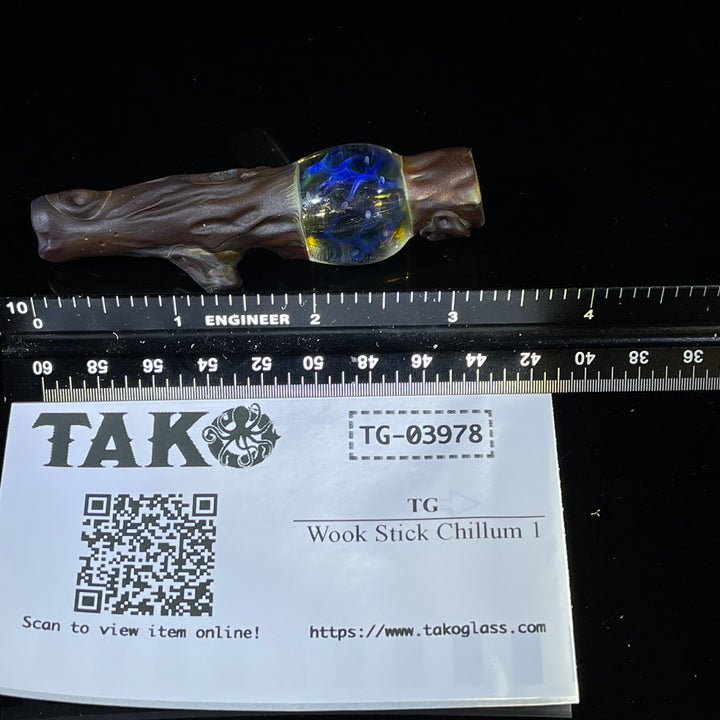 10 0 1 ENGINEER 2 3 4
60 58 56 54 52 50 48 46 44 42 40 38 36
TAKO
TG-03978
TG
Wook Stick Chillum 1
Scan to view item online!
https://www.takoglass.com